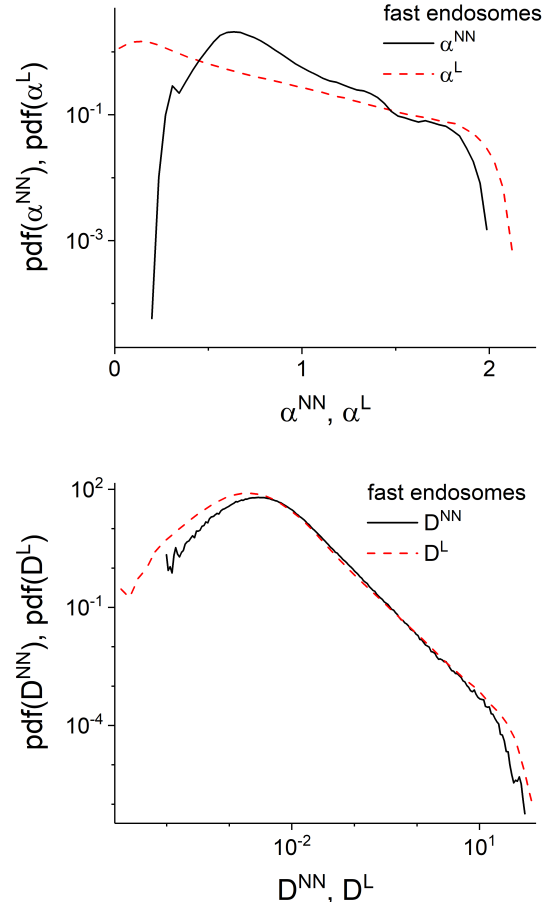 fast endosomes
α^NN
α^L
pdf(α^NN), pdf(α^L)
10^-1
10^-3
0
1
2
α^NN, α^L
fast endosomes
D^NN
D^L
pdf(D^NN), pdf(D^L)
10^2
10^-1
10^-4
10^-2
10^1
D^NN, D^L